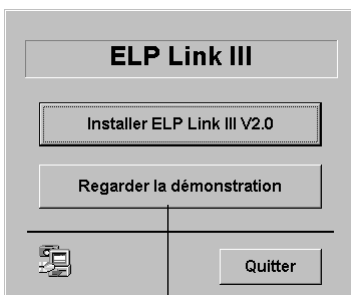 ELP Link III
Installer ELP Link III V2.0
Regarder la démonstration
Quitter